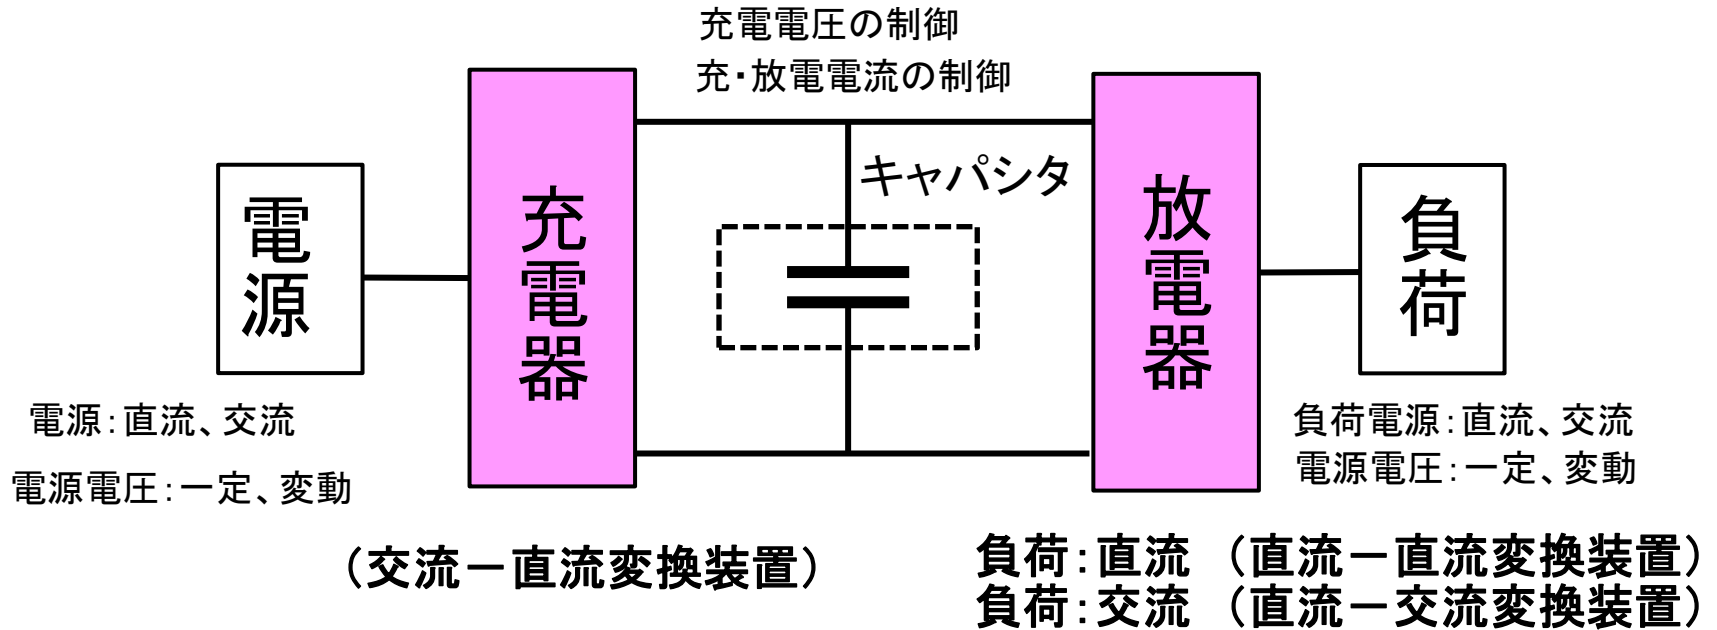 充電電圧の制御
充・放電電流の制御
キャパシタ
電源
充電器
放電器
負荷
電源：直流、交流
電源電圧：一定、変動
負荷電源：直流、交流
電源電圧：一定、変動
（交流－直流変換装置）
負荷：直流　（直流－直流変換装置）
負荷：交流　（直流－交流変換装置）